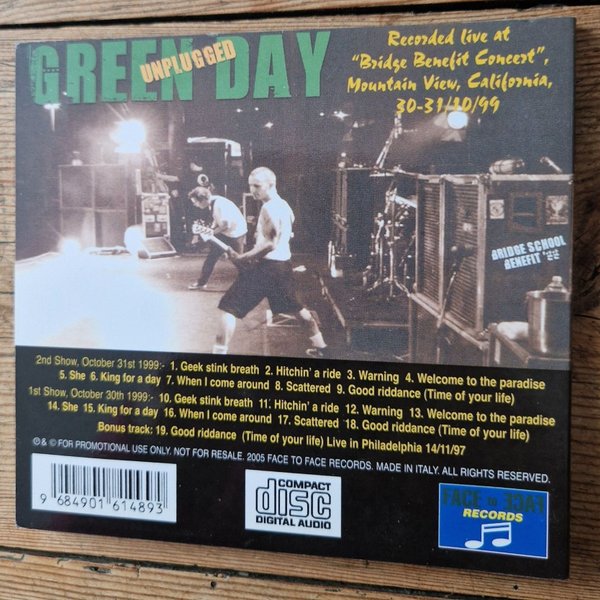 GREEN DAY
UNPLUGGED
Recorded live at
"Bridge Benefit Concert",
Mountain View, California,
30-31/10/99
BRIDGE SCHOOL
BENEFIT '99
2nd Show, October 31st 1999:- 1. Geek stink breath 2. Hitchin' a ride 3. Warning 4. Welcome to the paradise
5. She 6. King for a day 7. When I come around 8. Scattered 9. Good riddance (Time of your life)
1st Show, October 30th 1999:- 10. Geek stink breath 11. Hitchin' a ride 12. Warning 13. Welcome to the paradise
14. She 15. King for a day 16. When I come around 17. Scattered 18. Good riddance (Time of your life)
Bonus track: 19. Good riddance (Time of your life) Live in Philadelphia 14/11/97
℗ & © FOR PROMOTIONAL USE ONLY. NOT FOR RESALE. 2005 FACE TO FACE RECORDS. MADE IN ITALY. ALL RIGHTS RESERVED.
9 684901 614893
COMPACT
disc
DIGITAL AUDIO
FACE to FACE
RECORDS